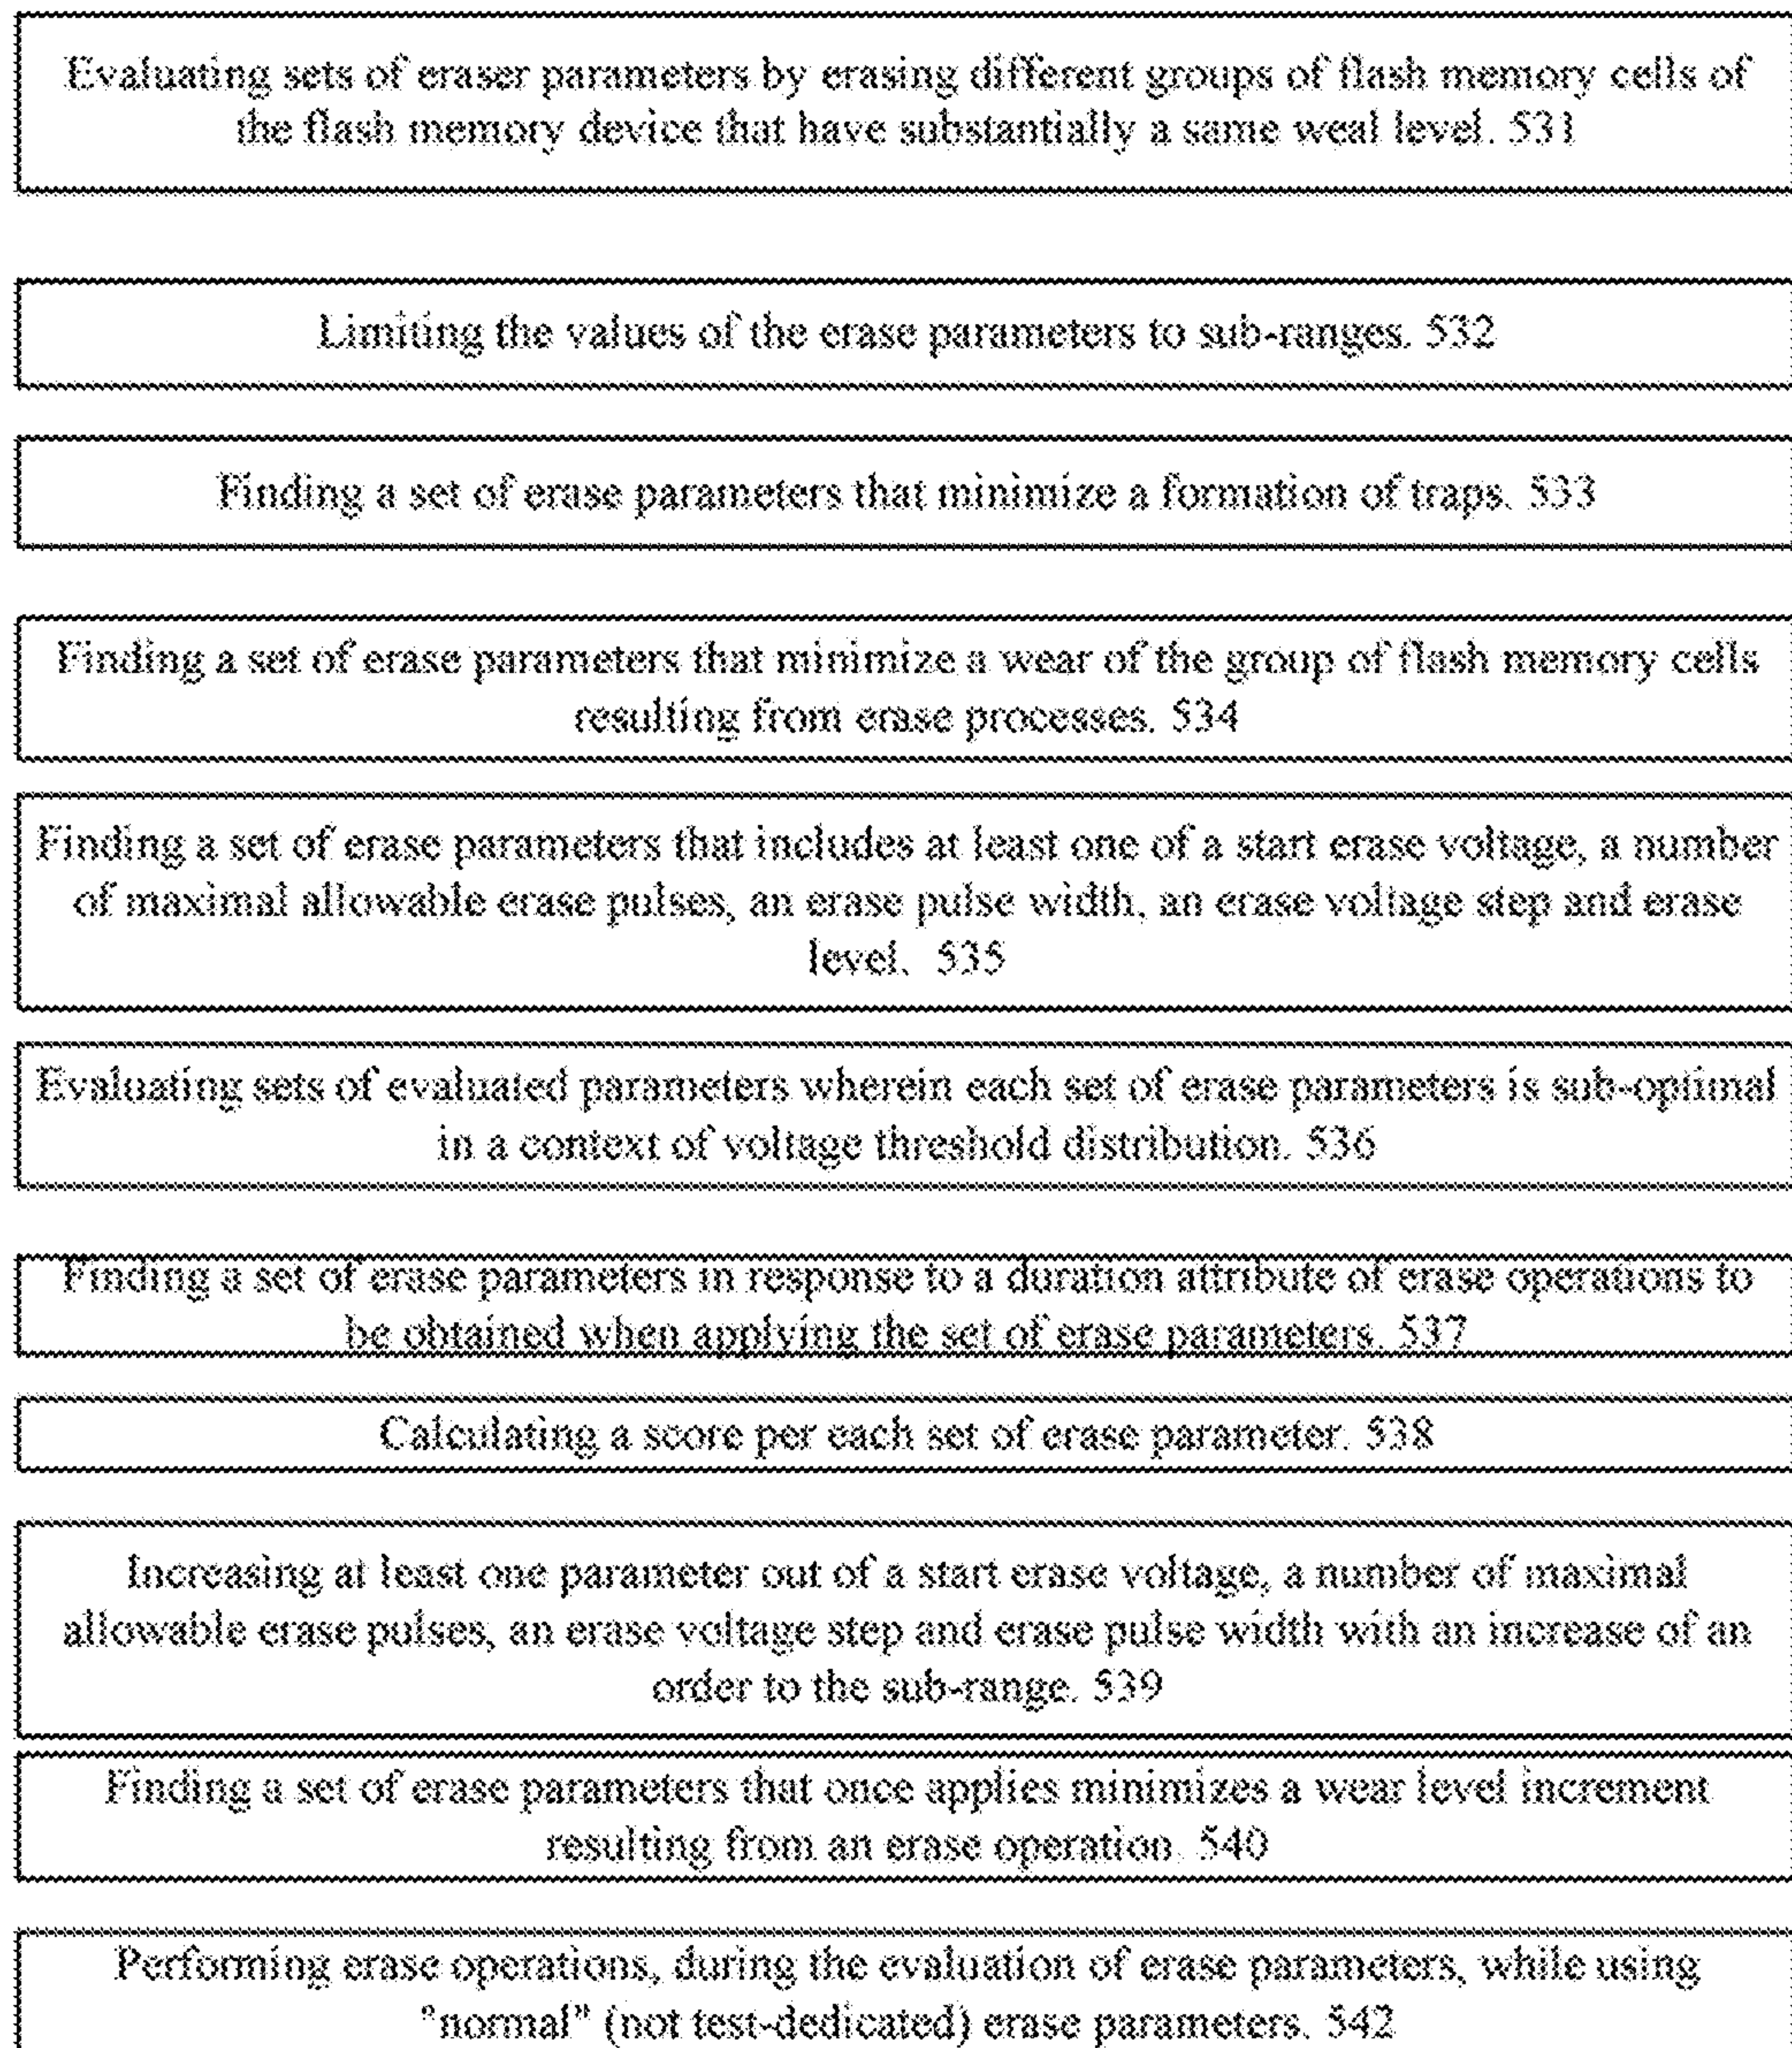 Evaluating sets of eraser parameters by erasing different groups of flash memory cells of
the flash memory device that have substantially a same weal level. 531
Limiting the values of the erase parameters to sub-ranges. 532
Finding a set of erase parameters that minimize a formation of traps. 533
Finding a set of erase parameters that minimize a wear of the group of flash memory cells
resulting from erase processes. 534
Finding a set of erase parameters that includes at least one of a start erase voltage, a number
of maximal allowable erase pulses, an erase pulse width, an erase voltage step and erase
level. 535
Evaluating sets of evaluated parameters wherein each set of erase parameters is sub-optimal
in a context of voltage threshold distribution. 536
Finding a set of erase parameters in response to a duration attribute of erase operations to
be obtained when applying the set of erase parameters. 537
Calculating a score per each set of erase parameter. 538
Increasing at least one parameter out of a start erase voltage, a number of maximal
allowable erase pulses, an erase voltage step and erase pulse width with an increase of an
order to the sub-range. 539
Finding a set of erase parameters that once applies minimizes a wear level increment
resulting from an erase operation. 540
Performing erase operations, during the evaluation of erase parameters, while using
"normal" (not test-dedicated) erase parameters. 542